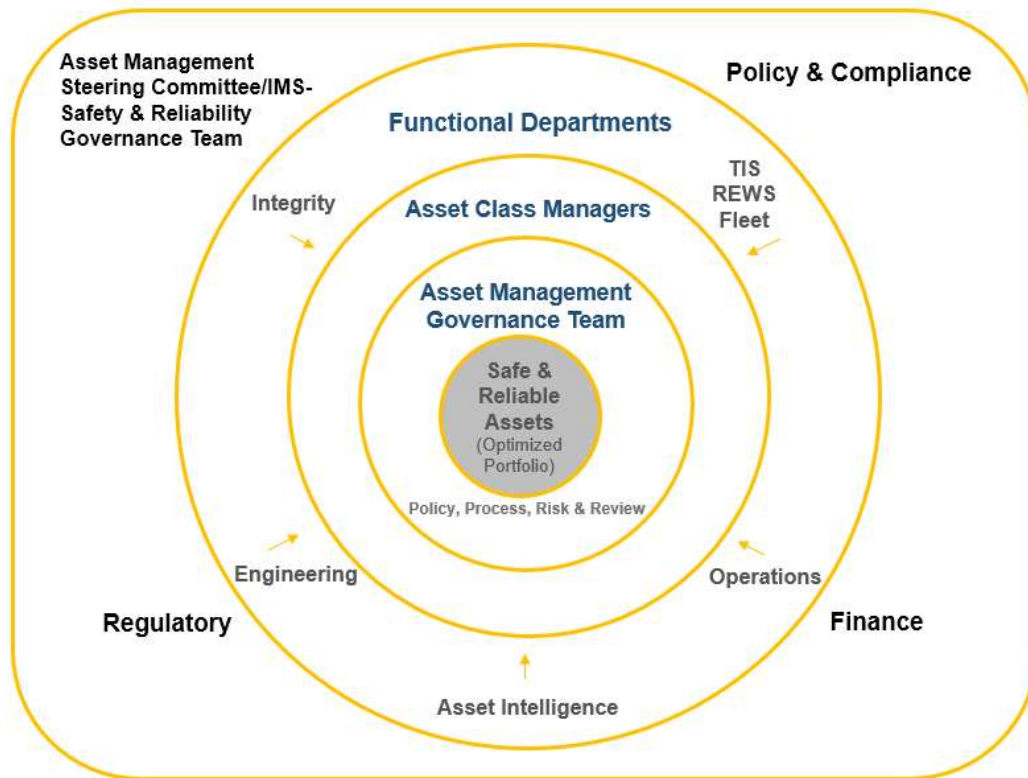 Asset Management
Steering Committee/IMS-
Safety & Reliability
Governance Team
Policy & Compliance
Functional Departments
TIS
REWS
Fleet
Integrity
Asset Class Managers
Asset Management
Governance Team
Safe &
Reliable
Assets
(Optimized
Portfolio)
Policy, Process, Risk & Review
Engineering
Operations
Regulatory
Finance
Asset Intelligence